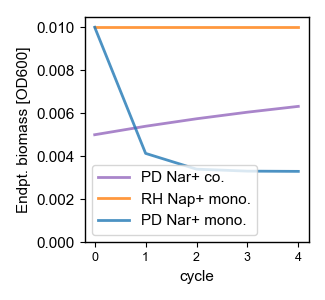 Endpt. biomass [OD600]
0.010
0.008
0.006
0.004
0.002
0.000
PD Nar+ co.
RH Nap+ mono.
PD Nar+ mono.
0 1 2 3 4
cycle